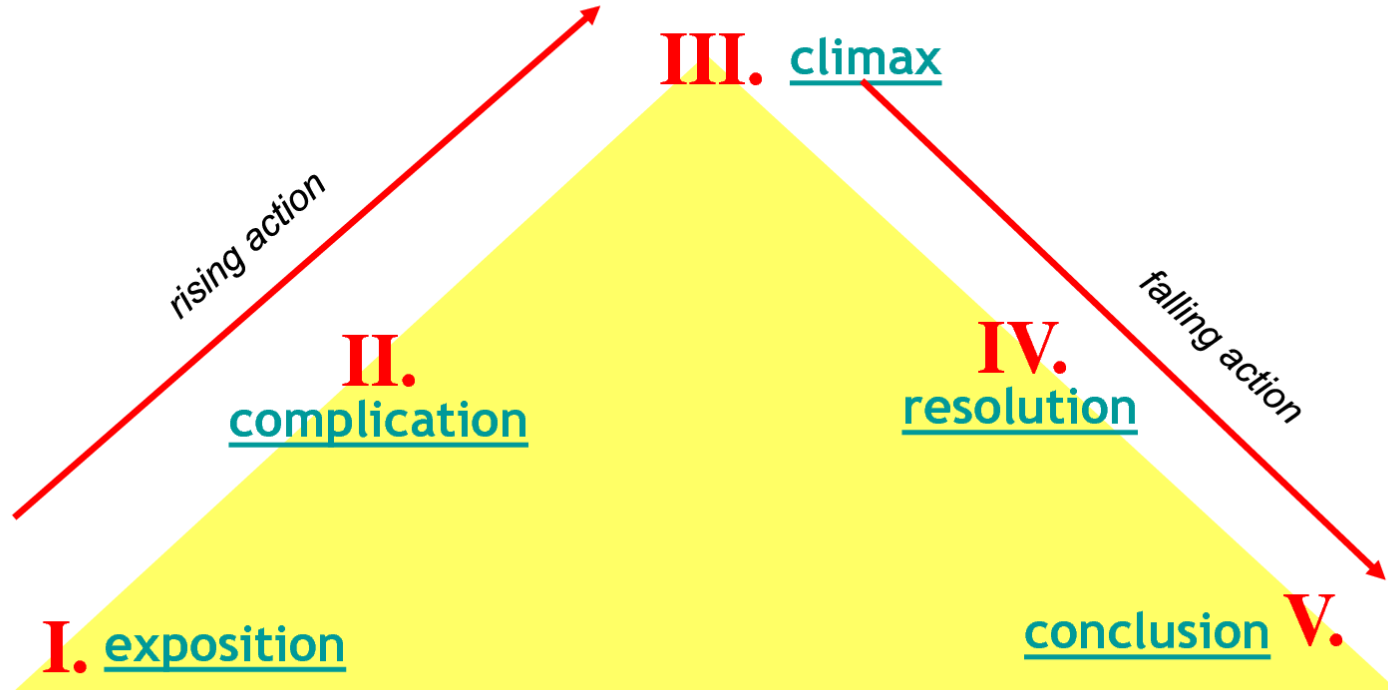 III. climax
rising action
falling action
II.
complication
IV.
resolution
I. exposition
conclusion V.